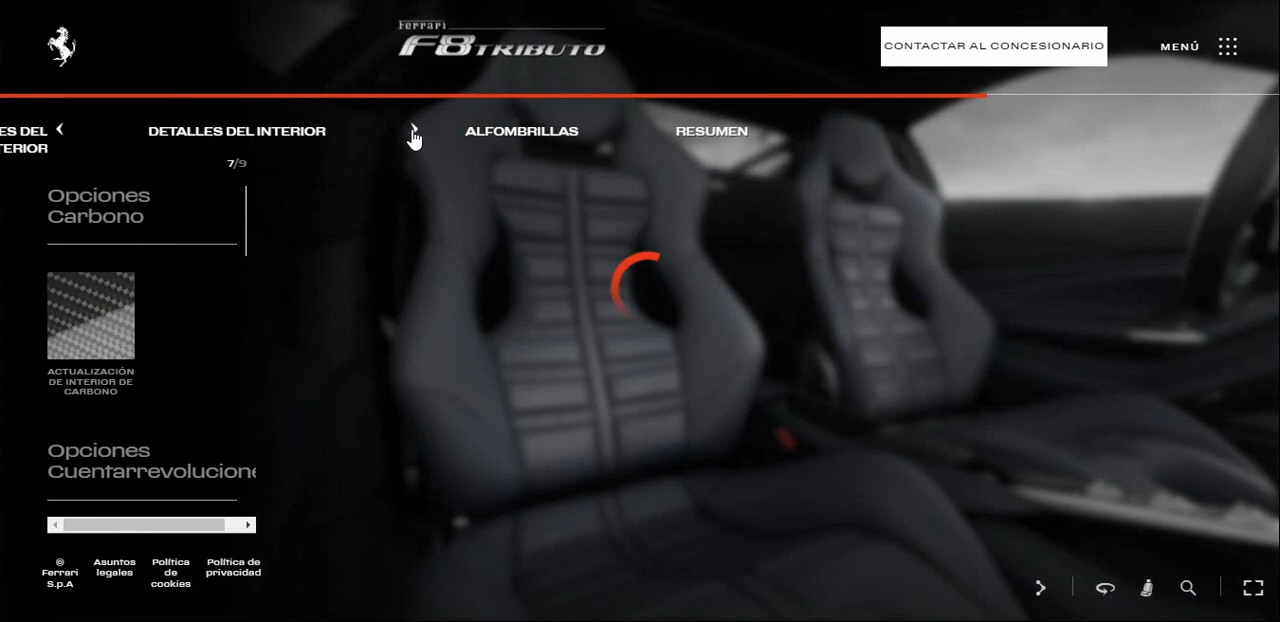 Ferrari
F8 TRIBUTO
CONTACTAR AL CONCESIONARIO
MENÚ
ES DEL
TERIOR
DETALLES DEL INTERIOR
ALFOMBRILLAS
RESUMEN
7/9
Opciones
Carbono
ACTUALIZACIÓN
DE INTERIOR DE
CARBONO
Opciones
Cuentarrevolucione
© Ferrari S.p.A
Asuntos legales
Política de cookies
Política de privacidad